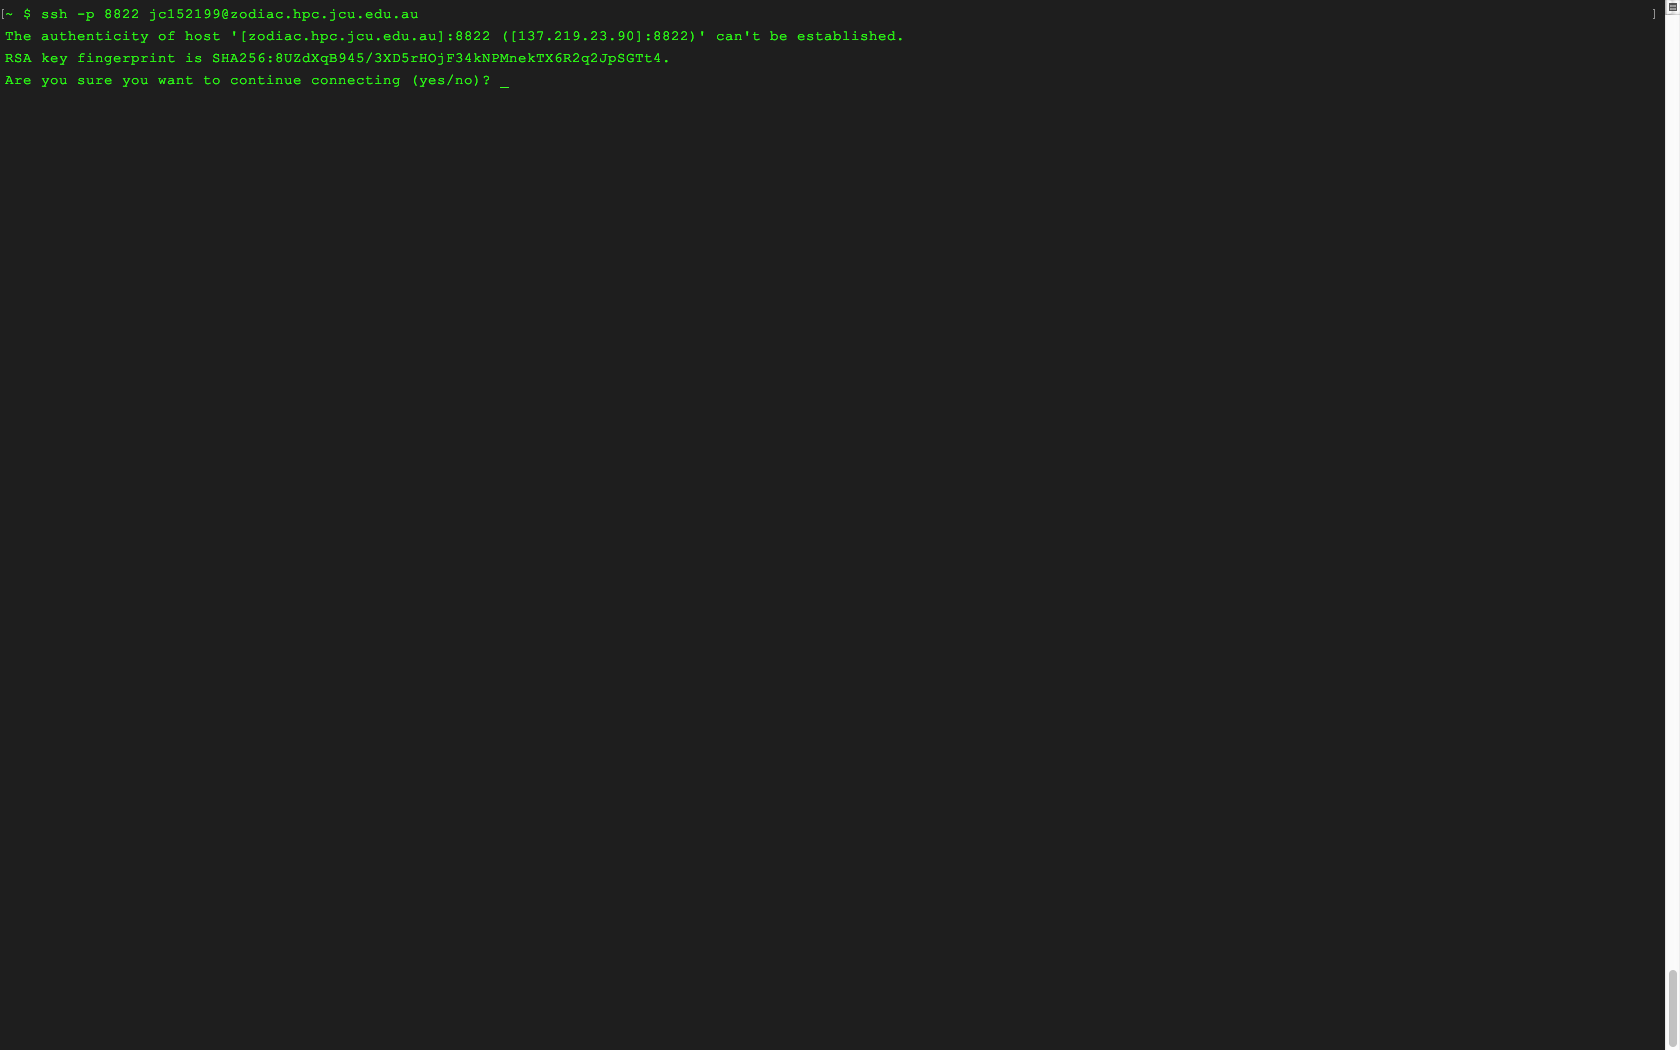 [~ $ ssh -p 8822 jc152199@zodiac.hpc.jcu.edu.au ]
The authenticity of host '[zodiac.hpc.jcu.edu.au]:8822 ([137.219.23.90]:8822)' can't be established.
RSA key fingerprint is SHA256:8UZdXqB945/3XD5rHOjF34kNPMnekTX6R2q2JpSGTt4.
Are you sure you want to continue connecting (yes/no)? _